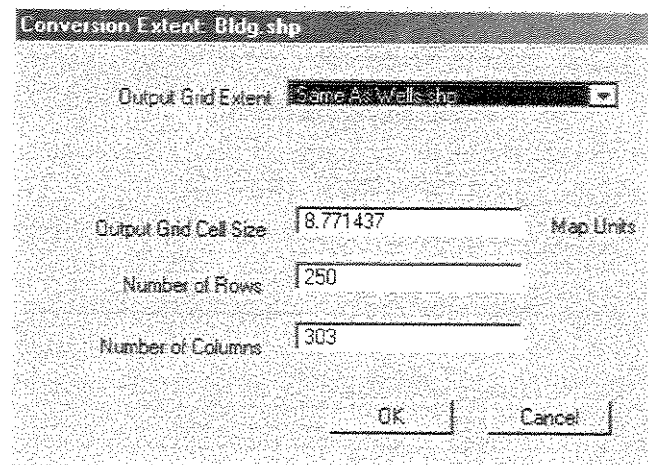 Conversion Extent: Bldg.shp
Output Grid Extent Same As Wells.shp
Output Grid Cell Size 8.771437 Map Units
Number of Rows 250
Number of Columns 303
OK Cancel